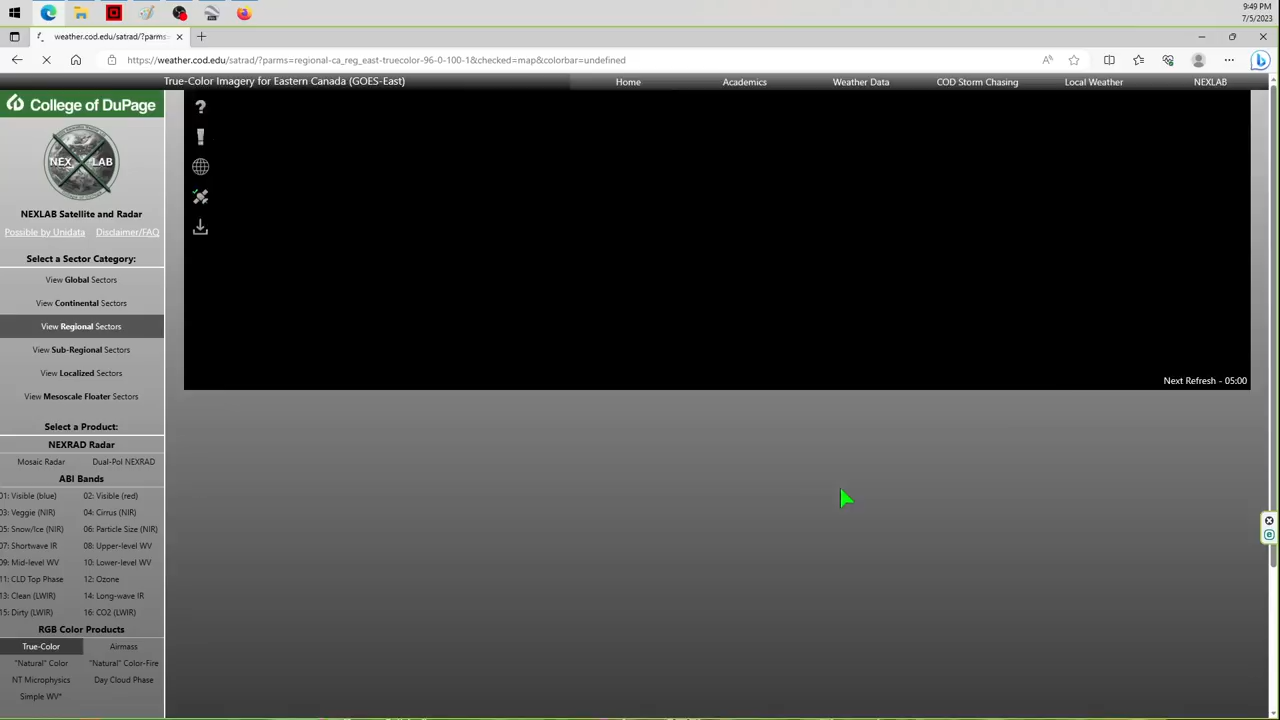 9:49 PM
7/5/2023
weather.cod.edu/satrad/?parms=
https://weather.cod.edu/satrad/?parms=regional-ca_reg_east-truecolor-96-0-100-1&checked=map&colorbar=undefined
True-Color Imagery for Eastern Canada (GOES-East)
Home
Academics
Weather Data
COD Storm Chasing
Local Weather
NEXLAB
College of DuPage
NEX LAB
NEXLAB Satellite and Radar
Possible by Unidata Disclaimer/FAQ
Select a Sector Category:
View Global Sectors
View Continental Sectors
View Regional Sectors
View Sub-Regional Sectors
View Localized Sectors
View Mesoscale Floater Sectors
Select a Product:
NEXRAD Radar
Mosaic Radar Dual-Pol NEXRAD
ABI Bands
01: Visible (blue) 02: Visible (red)
03: Veggie (NIR) 04: Cirrus (NIR)
05: Snow/Ice (NIR) 06: Particle Size (NIR)
07: Shortwave IR 08: Upper-level WV
09: Mid-level WV 10: Lower-level WV
11: CLD Top Phase 12: Ozone
13: Clean (LWIR) 14: Long-wave IR
15: Dirty (LWIR) 16: CO2 (LWIR)
RGB Color Products
True-Color Airmass
"Natural" Color "Natural" Color-Fire
NT Microphysics Day Cloud Phase
Simple WV*
?
Next Refresh - 05:00